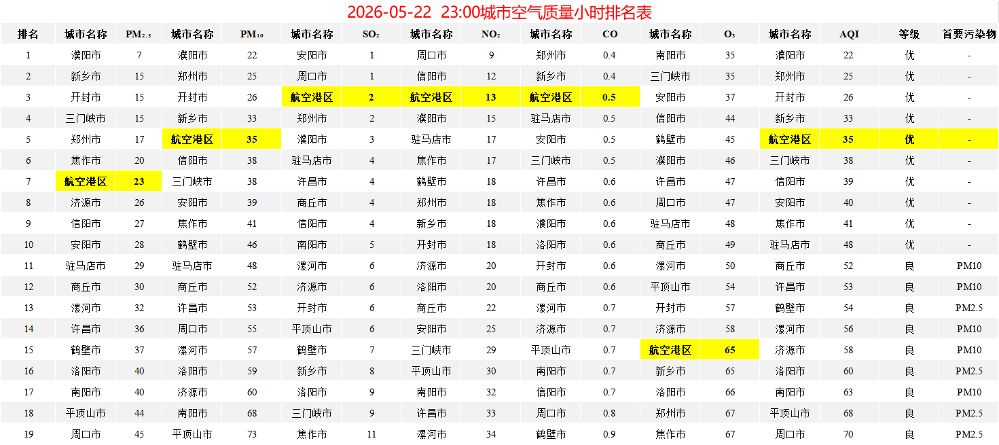 2026-05-22 23:00城市空气质量小时排名表
排名 城市名称 PM₂.₅ 城市名称 PM₁₀ 城市名称 SO₂ 城市名称 NO₂ 城市名称 CO 城市名称 O₃ 城市名称 AQI 等级 首要污染物
1 濮阳市 7 濮阳市 22 安阳市 1 周口市 9 郑州市 0.4 南阳市 35 濮阳市 22 优 -
2 新乡市 15 郑州市 25 周口市 1 信阳市 12 新乡市 0.4 三门峡市 35 郑州市 25 优 -
3 开封市 15 开封市 26 航空港区 2 航空港区 13 航空港区 0.5 安阳市 37 开封市 26 优 -
4 三门峡市 15 新乡市 33 郑州市 2 濮阳市 15 驻马店市 0.5 信阳市 44 新乡市 33 优 -
5 郑州市 17 航空港区 35 濮阳市 3 驻马店市 17 安阳市 0.5 鹤壁市 45 航空港区 35 优 -
6 焦作市 20 信阳市 38 驻马店市 4 焦作市 17 三门峡市 0.5 濮阳市 46 三门峡市 38 优 -
7 航空港区 23 三门峡市 38 许昌市 4 鹤壁市 18 许昌市 0.6 许昌市 47 信阳市 39 优 -
8 济源市 26 安阳市 39 商丘市 4 郑州市 18 焦作市 0.6 周口市 47 安阳市 40 优 -
9 信阳市 27 焦作市 41 信阳市 4 新乡市 18 濮阳市 0.6 驻马店市 48 焦作市 41 优 -
10 安阳市 28 鹤壁市 46 南阳市 5 开封市 18 洛阳市 0.6 商丘市 49 驻马店市 48 优 -
11 驻马店市 29 驻马店市 48 漯河市 6 济源市 20 开封市 0.6 漯河市 50 商丘市 52 良 PM10
12 商丘市 30 商丘市 52 济源市 6 洛阳市 20 商丘市 0.6 平顶山市 54 许昌市 53 良 PM10
13 漯河市 32 许昌市 53 开封市 6 商丘市 22 漯河市 0.7 开封市 57 鹤壁市 54 良 PM2.5
14 许昌市 36 周口市 55 平顶山市 6 安阳市 25 济源市 0.7 济源市 58 漯河市 56 良 PM10
15 鹤壁市 37 漯河市 57 鹤壁市 7 三门峡市 29 平顶山市 0.7 航空港区 65 济源市 58 良 PM10
16 洛阳市 40 洛阳市 59 新乡市 8 平顶山市 30 南阳市 0.7 新乡市 65 洛阳市 60 良 PM2.5
17 南阳市 40 济源市 60 洛阳市 9 南阳市 32 信阳市 0.7 洛阳市 66 南阳市 63 良 PM10
18 平顶山市 44 南阳市 68 三门峡市 9 许昌市 33 周口市 0.8 郑州市 67 平顶山市 68 良 PM2.5
19 周口市 45 平顶山市 73 焦作市 11 漯河市 34 鹤壁市 0.9 焦作市 67 周口市 70 良 PM2.5